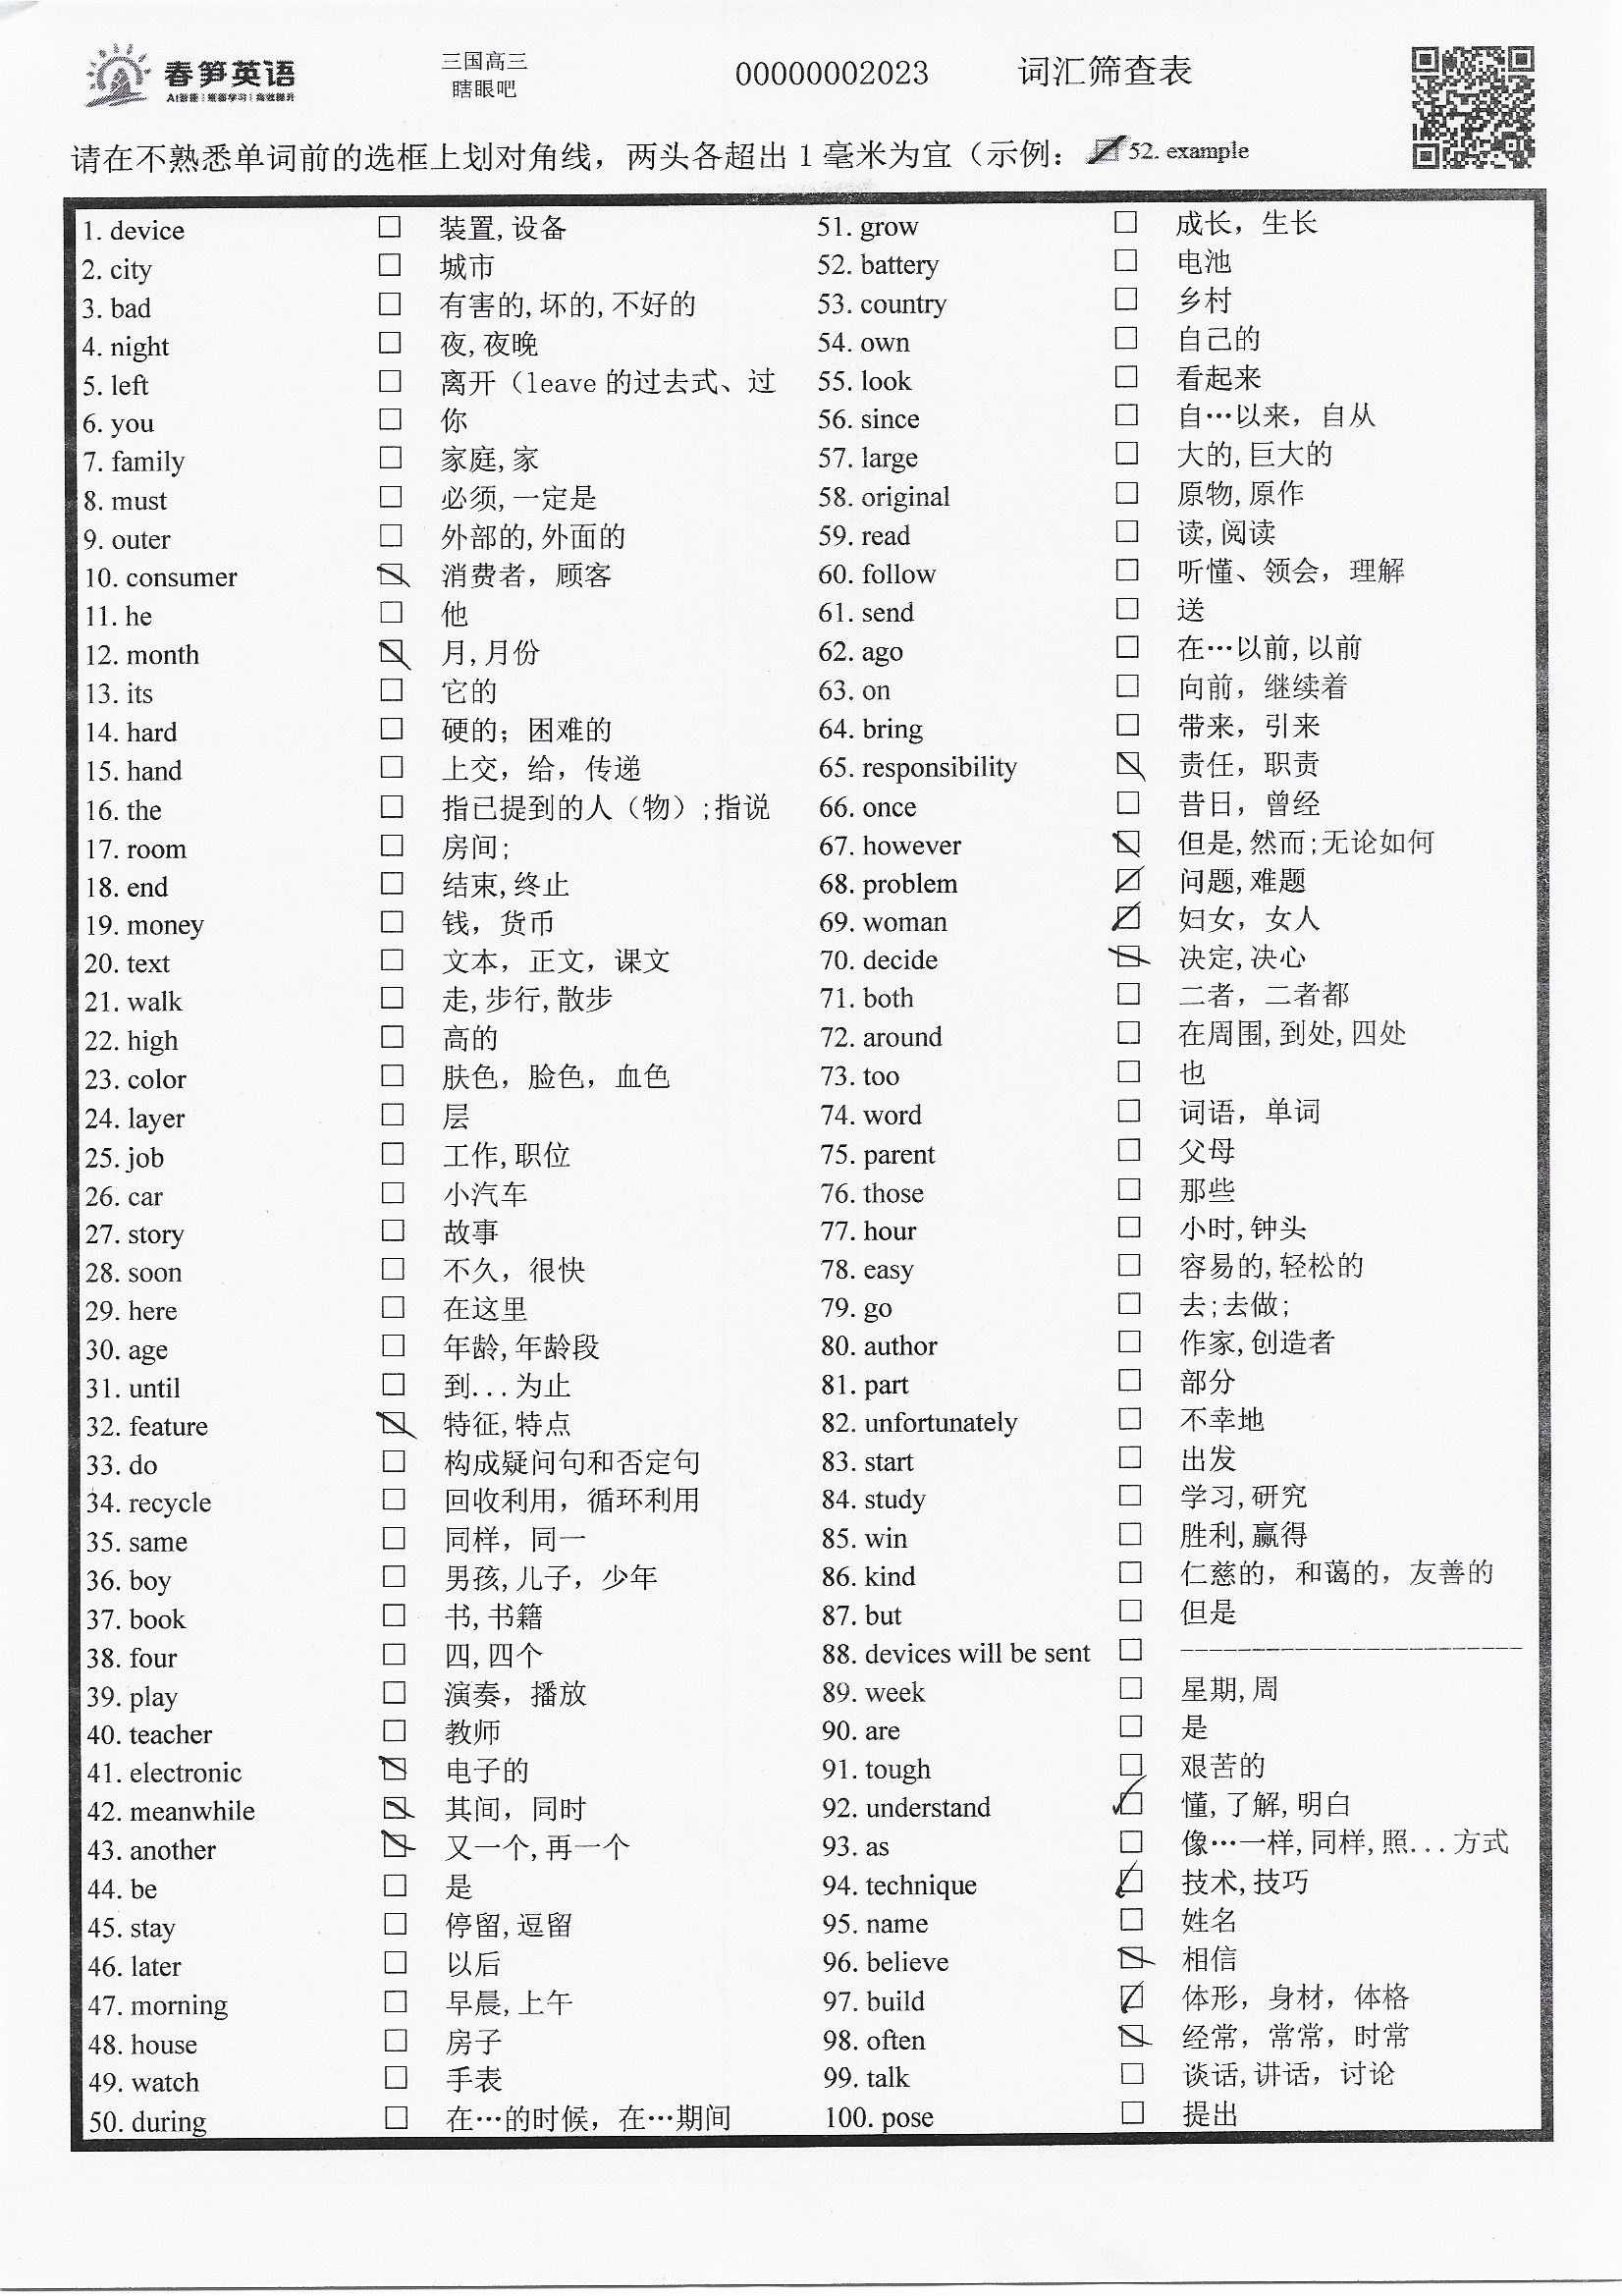 春笋英语
三国高三
瞎眼吧
00000002023
词汇筛查表
请在不熟悉单词前的选框上划对角线，两头各超出 1 毫米为宜（示例： 52. example
1. device □ 装置, 设备
2. city □ 城市
3. bad □ 有害的, 坏的, 不好的
4. night □ 夜, 夜晚
5. left □ 离开（leave 的过去式、过
6. you □ 你
7. family □ 家庭, 家
8. must □ 必须, 一定是
9. outer □ 外部的, 外面的
10. consumer 消费者，顾客
11. he □ 他
12. month 月, 月份
13. its □ 它的
14. hard □ 硬的；困难的
15. hand □ 上交，给，传递
16. the □ 指已提到的人（物）;指说
17. room □ 房间;
18. end □ 结束, 终止
19. money □ 钱，货币
20. text □ 文本，正文，课文
21. walk □ 走, 步行, 散步
22. high □ 高的
23. color □ 肤色，脸色，血色
24. layer □ 层
25. job □ 工作, 职位
26. car □ 小汽车
27. story □ 故事
28. soon □ 不久，很快
29. here □ 在这里
30. age □ 年龄, 年龄段
31. until □ 到...为止
32. feature 特征, 特点
33. do □ 构成疑问句和否定句
34. recycle □ 回收利用，循环利用
35. same □ 同样，同一
36. boy □ 男孩, 儿子，少年
37. book □ 书, 书籍
38. four □ 四, 四个
39. play □ 演奏，播放
40. teacher □ 教师
41. electronic 电子的
42. meanwhile 其间，同时
43. another 又一个, 再一个
44. be □ 是
45. stay □ 停留, 逗留
46. later □ 以后
47. morning □ 早晨, 上午
48. house □ 房子
49. watch □ 手表
50. during □ 在…的时候，在…期间
51. grow □ 成长，生长
52. battery □ 电池
53. country □ 乡村
54. own □ 自己的
55. look □ 看起来
56. since □ 自…以来，自从
57. large □ 大的, 巨大的
58. original □ 原物, 原作
59. read □ 读, 阅读
60. follow □ 听懂、领会，理解
61. send □ 送
62. ago □ 在…以前, 以前
63. on □ 向前，继续着
64. bring □ 带来，引来
65. responsibility 责任，职责
66. once □ 昔日，曾经
67. however 但是, 然而;无论如何
68. problem 问题, 难题
69. woman 妇女，女人
70. decide 决定, 决心
71. both □ 二者，二者都
72. around □ 在周围, 到处, 四处
73. too □ 也
74. word □ 词语，单词
75. parent □ 父母
76. those □ 那些
77. hour □ 小时, 钟头
78. easy □ 容易的, 轻松的
79. go □ 去;去做;
80. author □ 作家, 创造者
81. part □ 部分
82. unfortunately □ 不幸地
83. start □ 出发
84. study □ 学习, 研究
85. win □ 胜利, 赢得
86. kind □ 仁慈的，和蔼的，友善的
87. but □ 但是
88. devices will be sent □ ------------------------
89. week □ 星期, 周
90. are □ 是
91. tough □ 艰苦的
92. understand 懂, 了解, 明白
93. as □ 像…一样, 同样, 照...方式
94. technique 技术, 技巧
95. name □ 姓名
96. believe 相信
97. build 体形，身材，体格
98. often 经常，常常，时常
99. talk □ 谈话, 讲话，讨论
100. pose □ 提出